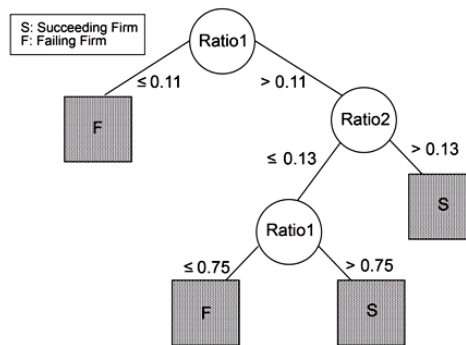 S: Succeeding Firm
F: Failing Firm
Ratio1
≤ 0.11
> 0.11
F
Ratio2
≤ 0.13
> 0.13
S
Ratio1
≤ 0.75
> 0.75
F
S